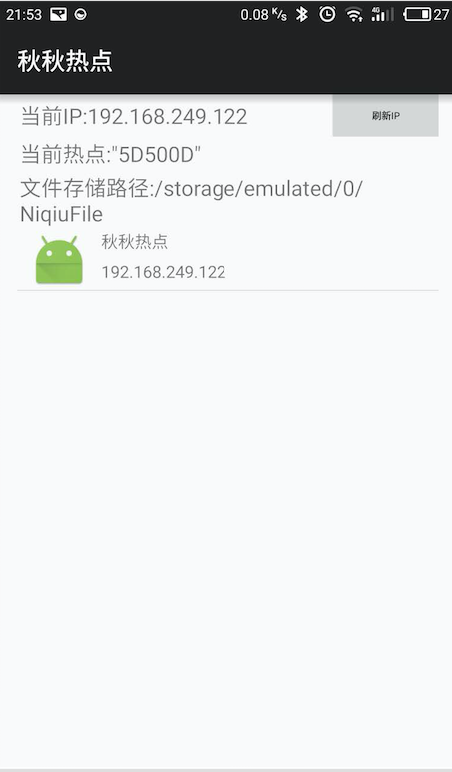 21:53 0.08 K/s 4G 27
秋秋热点
当前IP:192.168.249.122 刷新IP
当前热点:"5D500D"
文件存储路径:/storage/emulated/0/
NiqiuFile
秋秋热点
192.168.249.122